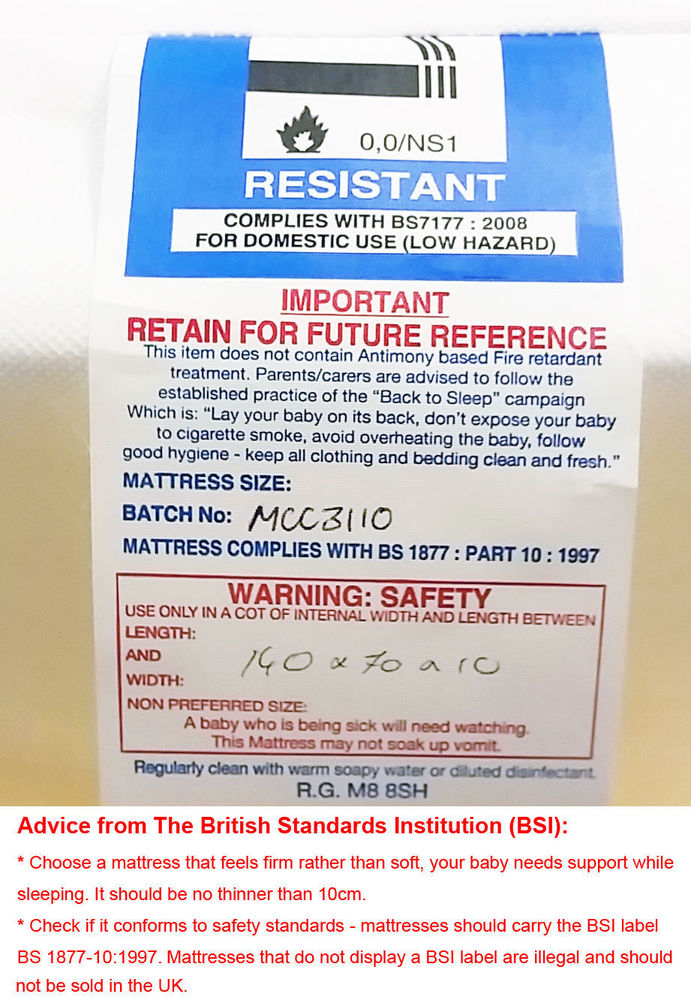 0,0/NS1
RESISTANT
COMPLIES WITH BS7177 : 2008
FOR DOMESTIC USE (LOW HAZARD)
IMPORTANT
RETAIN FOR FUTURE REFERENCE
This item does not contain Antimony based Fire retardant
treatment. Parents/carers are advised to follow the
established practice of the "Back to Sleep" campaign
Which is: "Lay your baby on its back, don't expose your baby
to cigarette smoke, avoid overheating the baby, follow
good hygiene - keep all clothing and bedding clean and fresh."
MATTRESS SIZE:
BATCH No: MCC3110
MATTRESS COMPLIES WITH BS 1877 : PART 10 : 1997
WARNING: SAFETY
USE ONLY IN A COT OF INTERNAL WIDTH AND LENGTH BETWEEN
LENGTH:
AND 140 x 70 x 10
WIDTH:
NON PREFERRED SIZE:
A baby who is being sick will need watching.
This Mattress may not soak up vomit.
Regularly clean with warm soapy water or diluted disinfectant.
R.G. M8 8SH
Advice from The British Standards Institution (BSI):
* Choose a mattress that feels firm rather than soft, your baby needs support while
sleeping. It should be no thinner than 10cm.
* Check if it conforms to safety standards - mattresses should carry the BSI label
BS 1877-10:1997. Mattresses that do not display a BSI label are illegal and should
not be sold in the UK.